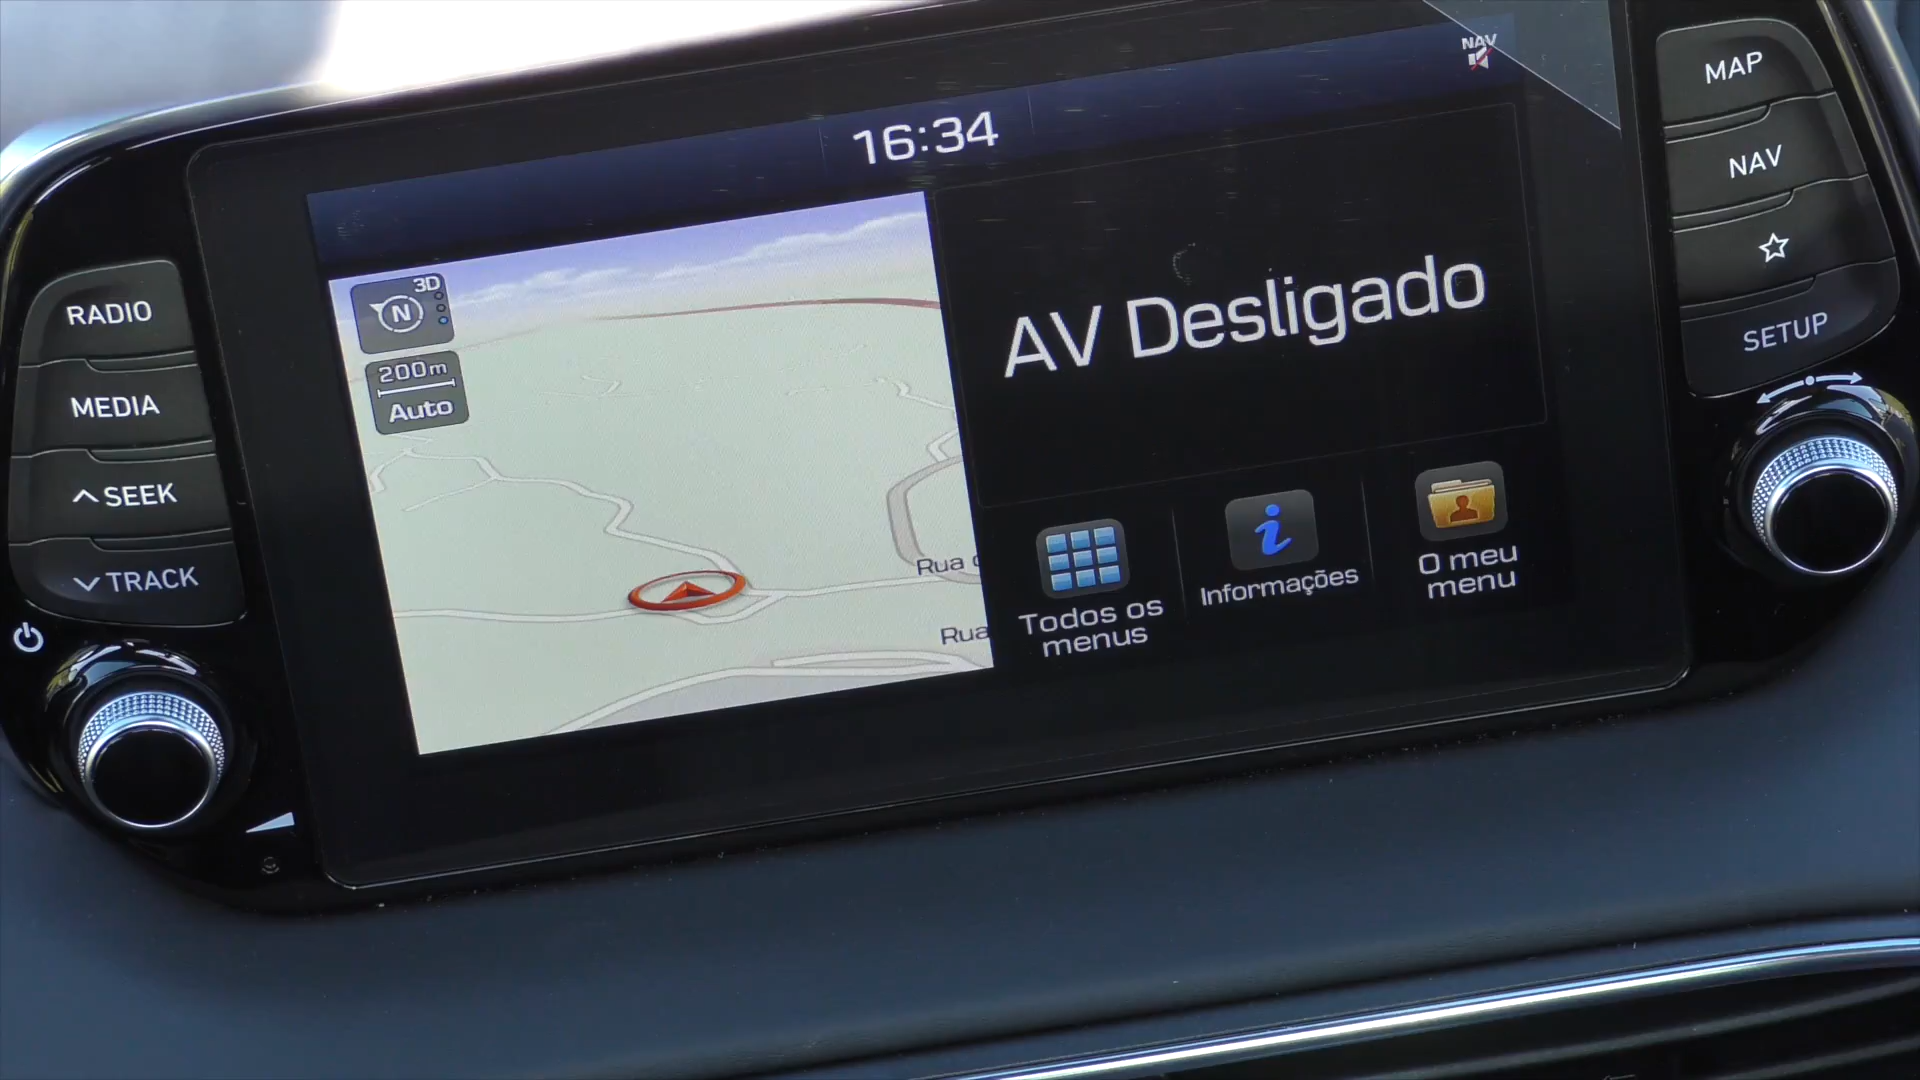 NAV
16:34
MAP
NAV
SETUP
RADIO
MEDIA
SEEK
TRACK
3D
N
200m
Auto
AV Desligado
Rua
Rua
Todos os
menus
i
Informações
O meu
menu